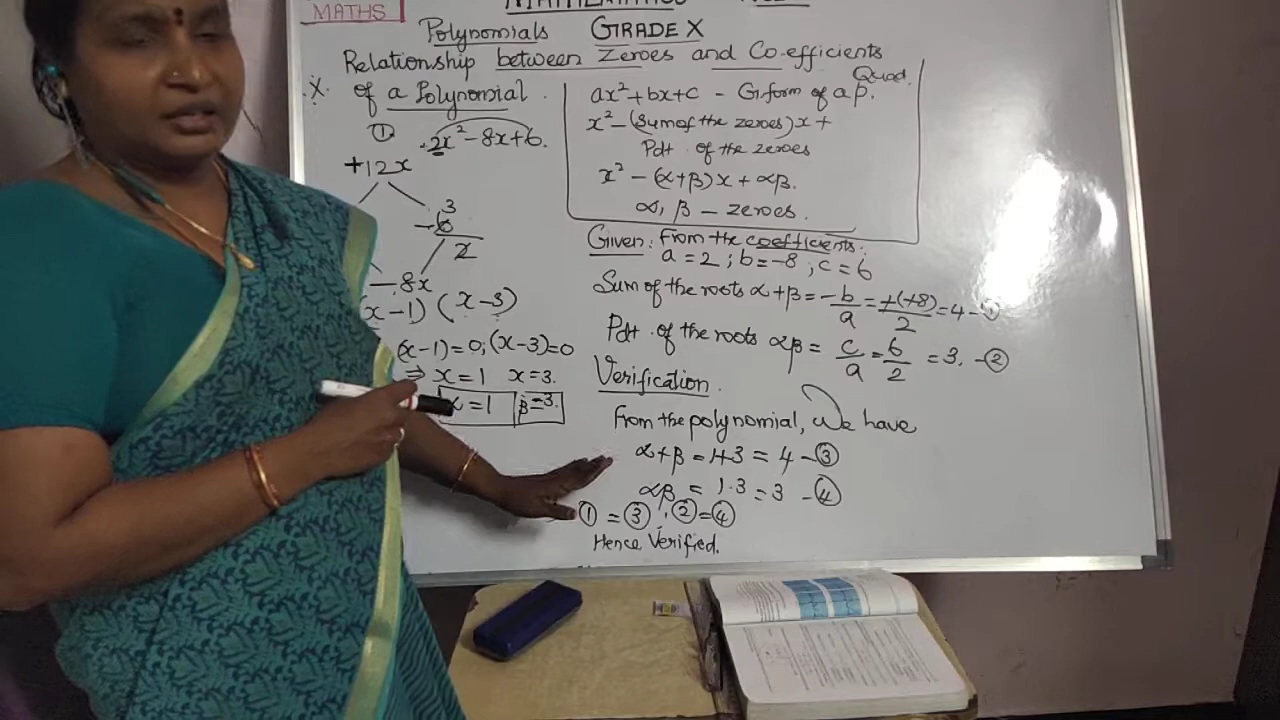 MATHS
Polynomials GRADE X
Relationship between Zeroes and Co-efficients
of a Polynomial.
① 2x² - 8x + 6.
+12x
3
-6
2
-8x
(x-1) (x-3)
(x-1)=0; (x-3)=0
⇒ x=1 x=3.
α=1 β=3.
Quad.
ax²+bx+c - G.form of a p.
x² - (Sum of the zeroes)x +
Pdt of the zeroes
x² - (α+β)x + αβ.
α, β - zeroes.
Given: From the coefficients:
a=2; b=-8; c=6
Sum of the roots α+β = -b/a = +(+8)/2 = 4 - ①
Pdt of the roots αβ = c/a = 6/2 = 3. - ②
Verification.
From the polynomial, We have
α+β = 1+3 = 4 - ③
αβ = 1.3 = 3 - ④
① = ③, ② = ④
Hence Verified.